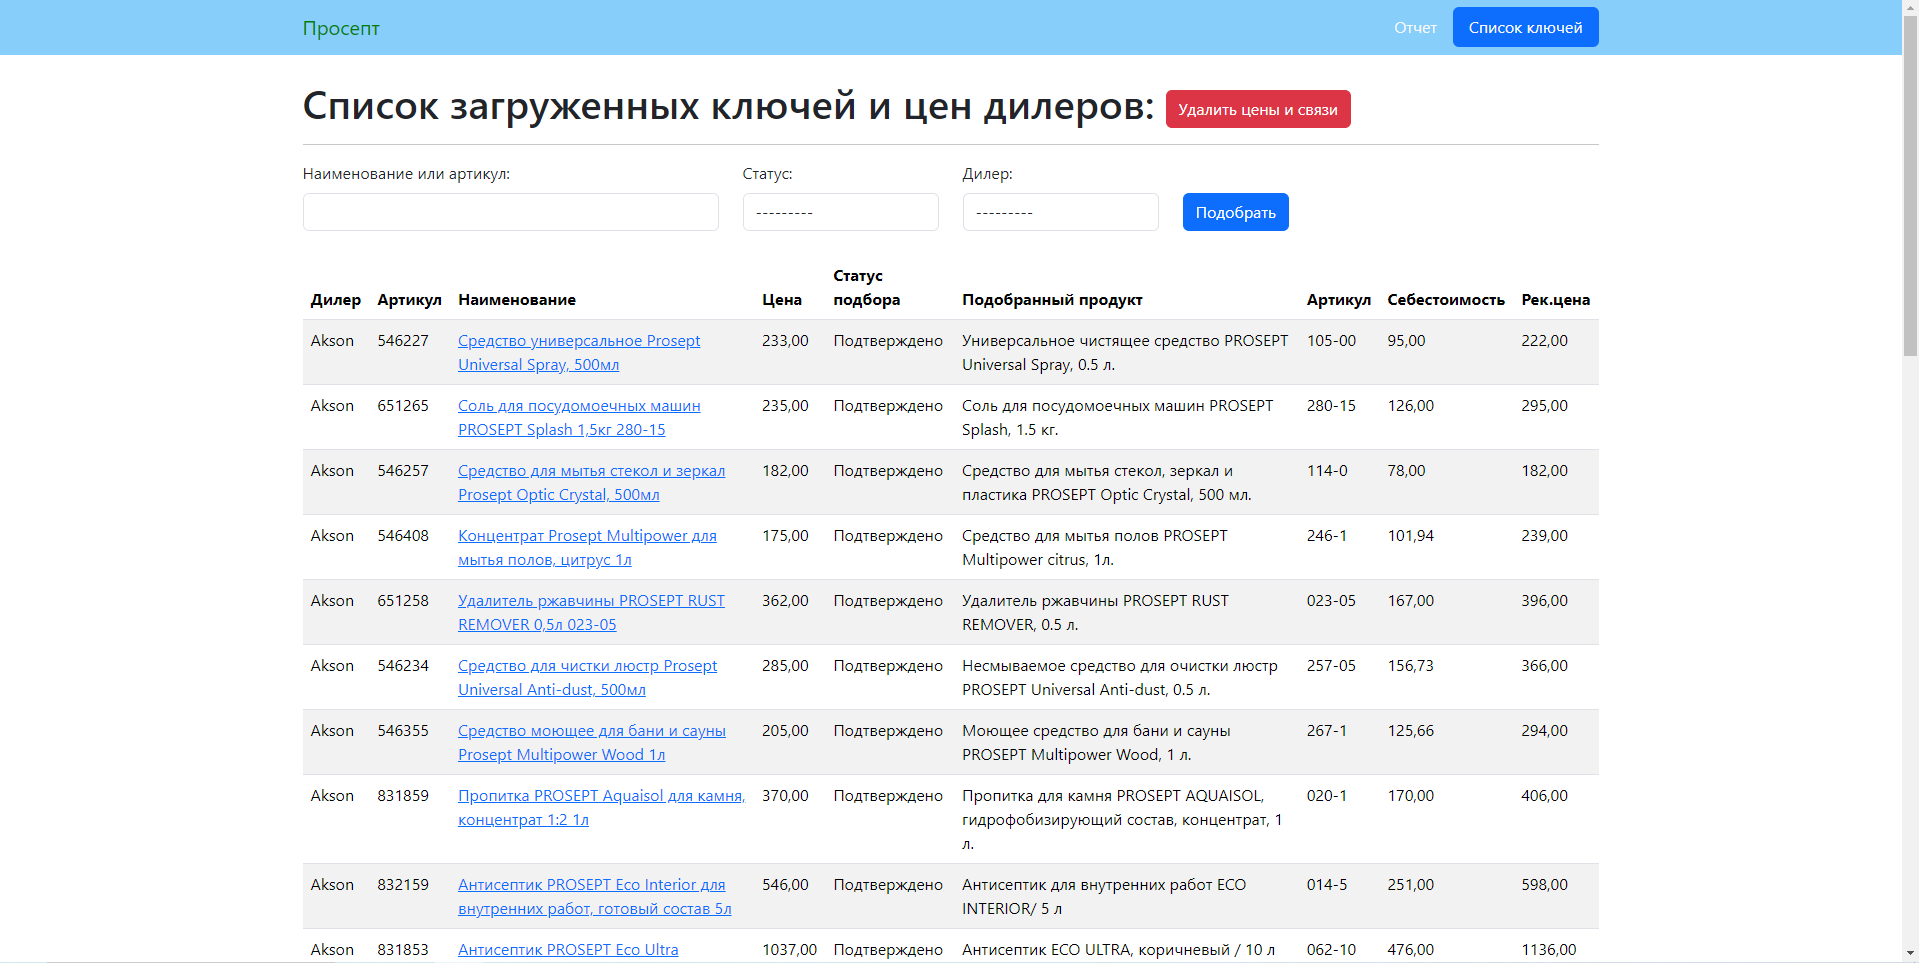 Просепт
Отчет
Список ключей
Список загруженных ключей и цен дилеров:
Удалить цены и связи
Наименование или артикул:
Статус:
Дилер:
---------
---------
Подобрать
Дилер Артикул Наименование Цена Статус подбора Подобранный продукт Артикул Себестоимость Рек.цена
Akson 546227 Средство универсальное Prosept 233,00 Подтверждено Универсальное чистящее средство PROSEPT 105-00 95,00 222,00
Universal Spray, 500мл Universal Spray, 0.5 л.
Akson 651265 Соль для посудомоечных машин 235,00 Подтверждено Соль для посудомоечных машин PROSEPT 280-15 126,00 295,00
PROSEPT Splash 1,5кг 280-15 Splash, 1.5 кг.
Akson 546257 Средство для мытья стекол и зеркал 182,00 Подтверждено Средство для мытья стекол, зеркал и 114-0 78,00 182,00
Prosept Optic Crystal, 500мл пластика PROSEPT Optic Crystal, 500 мл.
Akson 546408 Концентрат Prosept Multipower для 175,00 Подтверждено Средство для мытья полов PROSEPT 246-1 101,94 239,00
мытья полов, цитрус 1л Multipower citrus, 1л.
Akson 651258 Удалитель ржавчины PROSEPT RUST 362,00 Подтверждено Удалитель ржавчины PROSEPT RUST 023-05 167,00 396,00
REMOVER 0,5л 023-05 REMOVER, 0.5 л.
Akson 546234 Средство для чистки люстр Prosept 285,00 Подтверждено Несмываемое средство для очистки люстр 257-05 156,73 366,00
Universal Anti-dust, 500мл PROSEPT Universal Anti-dust, 0.5 л.
Akson 546355 Средство моющее для бани и сауны 205,00 Подтверждено Моющее средство для бани и сауны 267-1 125,66 294,00
Prosept Multipower Wood 1л PROSEPT Multipower Wood, 1 л.
Akson 831859 Пропитка PROSEPT Aquaisol для камня, 370,00 Подтверждено Пропитка для камня PROSEPT AQUAISOL, 020-1 170,00 406,00
концентрат 1:2 1л гидрофобизирующий состав, концентрат, 1
л.
Akson 832159 Антисептик PROSEPT Eco Interior для 546,00 Подтверждено Антисептик для внутренних работ ECO 014-5 251,00 598,00
внутренних работ, готовый состав 5л INTERIOR/ 5 л
Akson 831853 Антисептик PROSEPT Eco Ultra 1037,00 Подтверждено Антисептик ECO ULTRA, коричневый / 10 л 062-10 476,00 1136,00